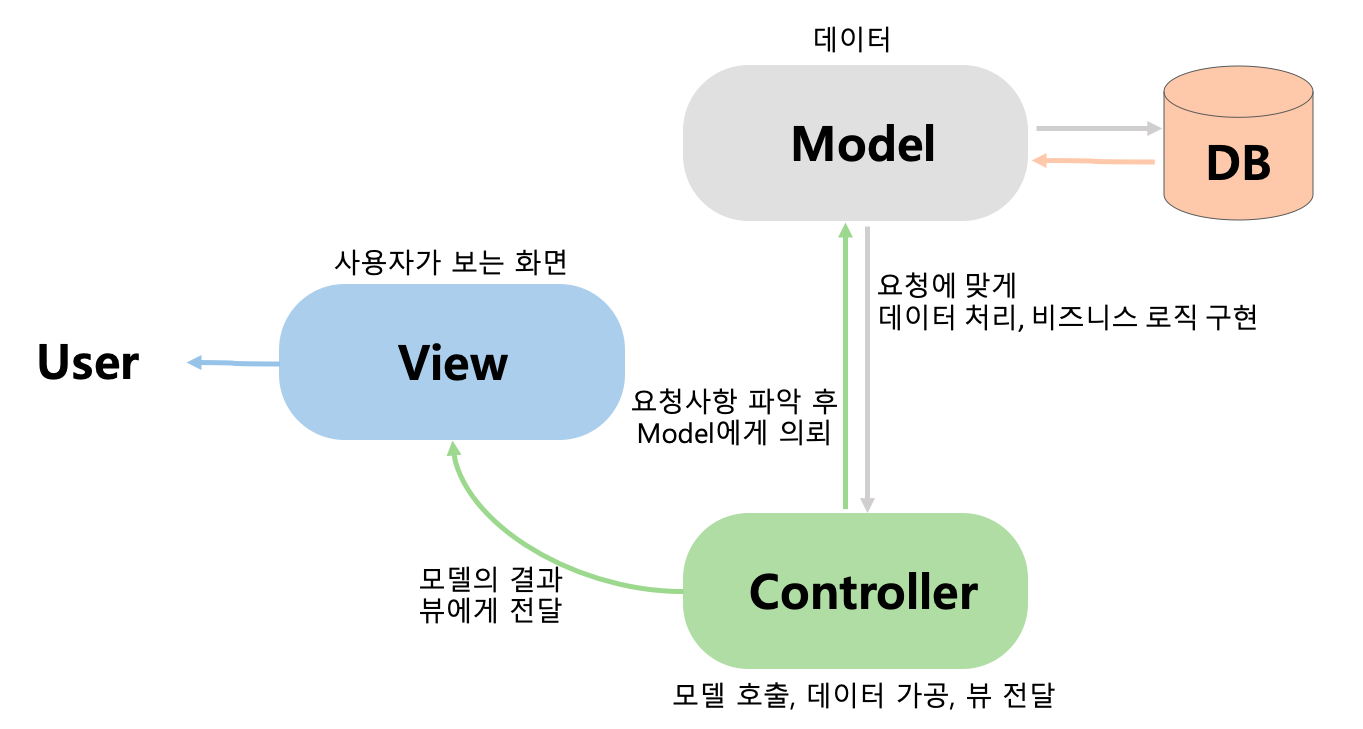 데이터
Model
DB
사용자가 보는 화면
View
User
요청에 맞게
데이터 처리, 비즈니스 로직 구현
요청사항 파악 후
Model에게 의뢰
모델의 결과
뷰에게 전달
Controller
모델 호출, 데이터 가공, 뷰 전달